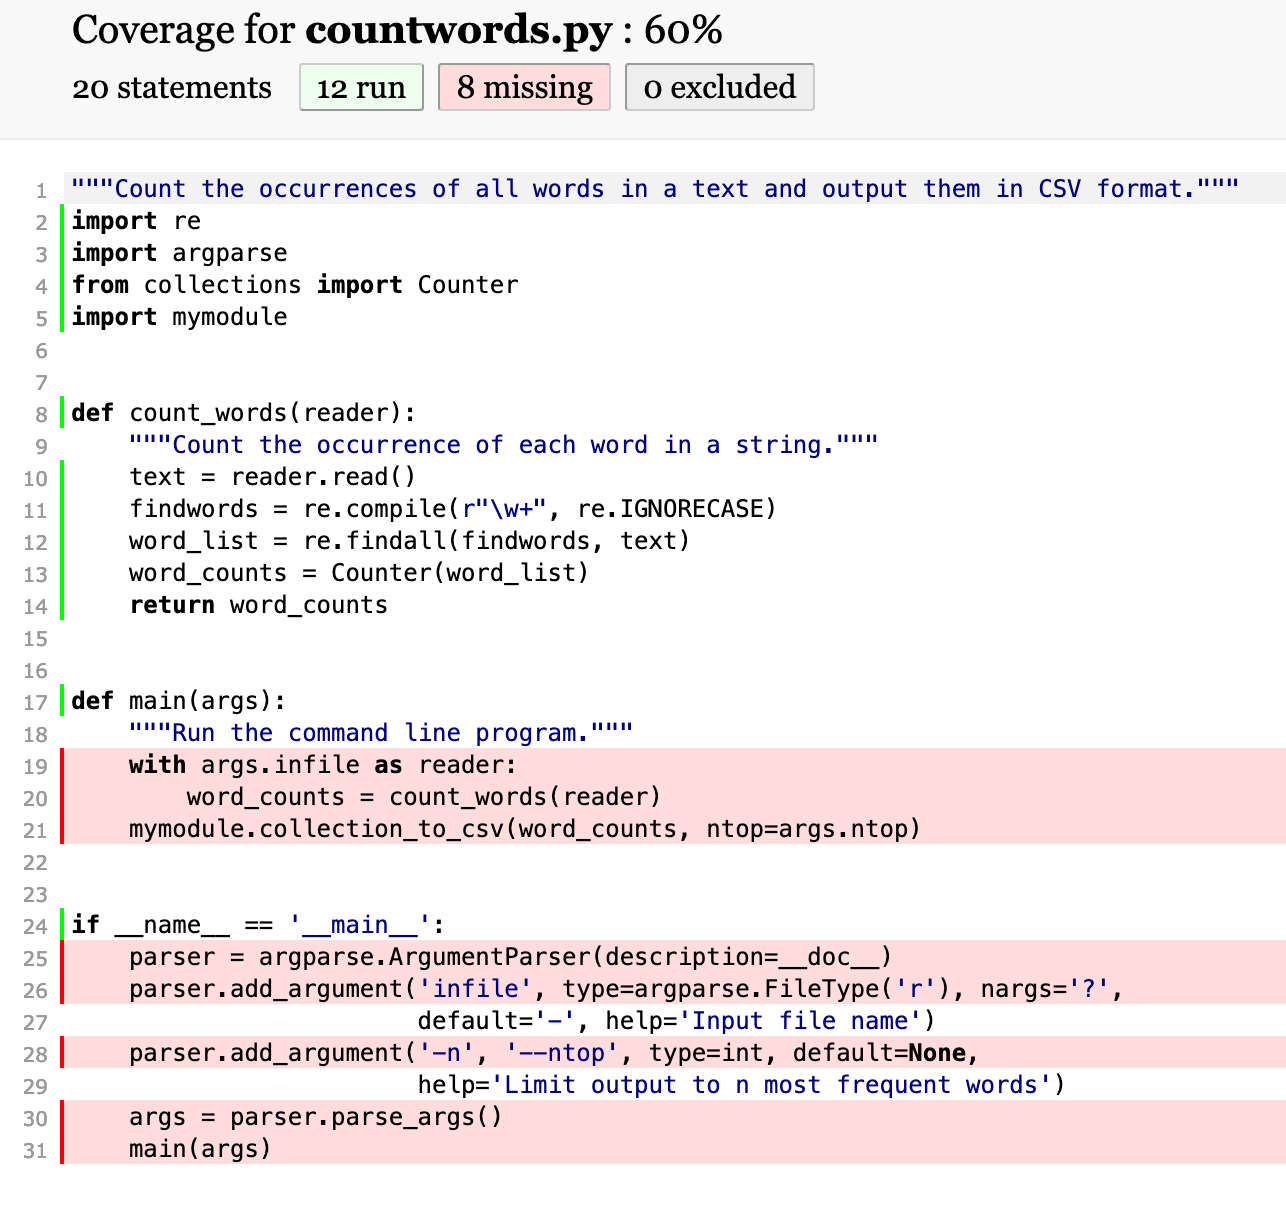 Coverage for countwords.py : 60%
20 statements 12 run 8 missing 0 excluded
1 """Count the occurrences of all words in a text and output them in CSV format."""
2 import re
3 import argparse
4 from collections import Counter
5 import mymodule
6
7
8 def count_words(reader):
9     """Count the occurrence of each word in a string."""
10     text = reader.read()
11     findwords = re.compile(r"\w+", re.IGNORECASE)
12     word_list = re.findall(findwords, text)
13     word_counts = Counter(word_list)
14     return word_counts
15
16
17 def main(args):
18     """Run the command line program."""
19     with args.infile as reader:
20         word_counts = count_words(reader)
21     mymodule.collection_to_csv(word_counts, ntop=args.ntop)
22
23
24 if __name__ == '__main__':
25     parser = argparse.ArgumentParser(description=__doc__)
26     parser.add_argument('infile', type=argparse.FileType('r'), nargs='?',
27                         default='-', help='Input file name')
28     parser.add_argument('-n', '--ntop', type=int, default=None,
29                         help='Limit output to n most frequent words')
30     args = parser.parse_args()
31     main(args)